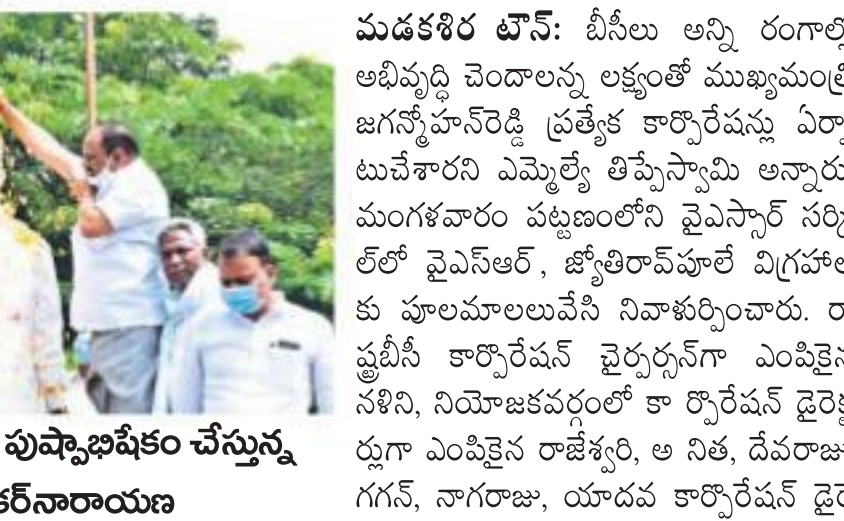 మడకశిర టౌన్: బీసీలు అన్ని రంగాల్లో
అభివృద్ధి చెందాలన్న లక్ష్యంతో ముఖ్యమంత్రి
జగన్మోహన్‌రెడ్డి ప్రత్యేక కార్పొరేషన్లు ఏర్పా
టుచేశారని ఎమ్మెల్యే తిప్పేస్వామి అన్నారు.
మంగళవారం పట్టణంలోని వైఎస్సార్ సర్కి
ల్‌లో వైఎస్ఆర్, జ్యోతిరావ్‌పూలే విగ్రహాల
కు పూలమాలలువేసి నివాళుర్పించారు. రా
ష్ట్రబీసీ కార్పొరేషన్ చైర్పర్సన్‌గా ఎంపికైన
నళిని, నియోజకవర్గంలో కా ర్పొరేషన్ డైరెక్ట
ర్లుగా ఎంపికైన రాజేశ్వరి, అ నిత, దేవరాజు,
గగన్, నాగరాజు, యాదవ కార్పొరేషన్ డైరె
పుష్పాభిషేకం చేస్తున్న
కర్‌నారాయణ